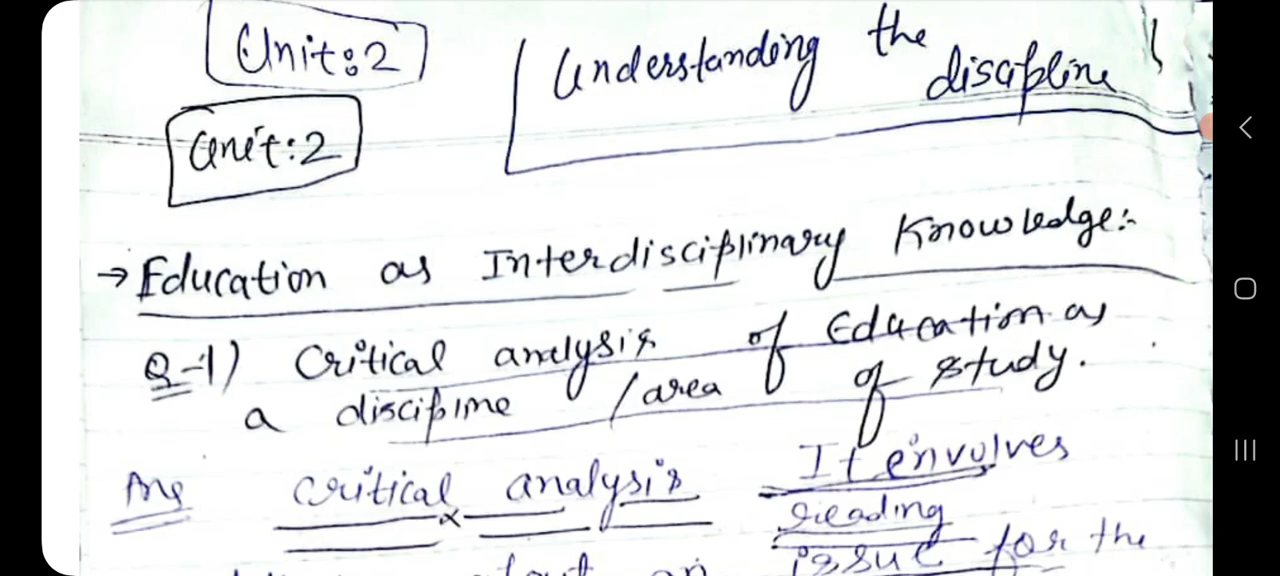 Unit:2
Understanding the discipline
Unit:2
→ Education as Interdisciplinary Knowledge:-
Q-1) Critical analysis of Education as
a discipline / area of study.
Ans critical analysis It envolves
reading
issue for the